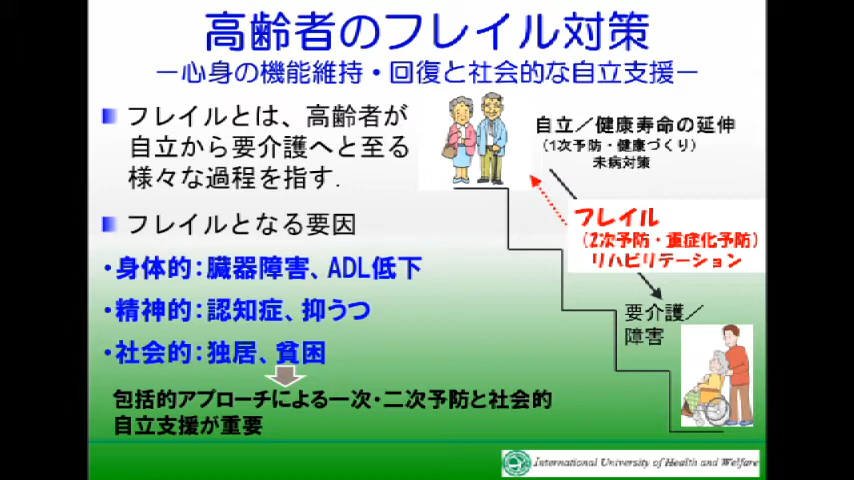 高齢者のフレイル対策
－心身の機能維持・回復と社会的な自立支援－
フレイルとは、高齢者が
自立から要介護へと至る
様々な過程を指す.
フレイルとなる要因
・身体的：臓器障害、ADL低下
・精神的：認知症、抑うつ
・社会的：独居、貧困
包括的アプローチによる一次・二次予防と社会的
自立支援が重要
自立／健康寿命の延伸
（1次予防・健康づくり）
未病対策
フレイル
（2次予防・重症化予防）
リハビリテーション
要介護／
障害
International University of Health and Welfare